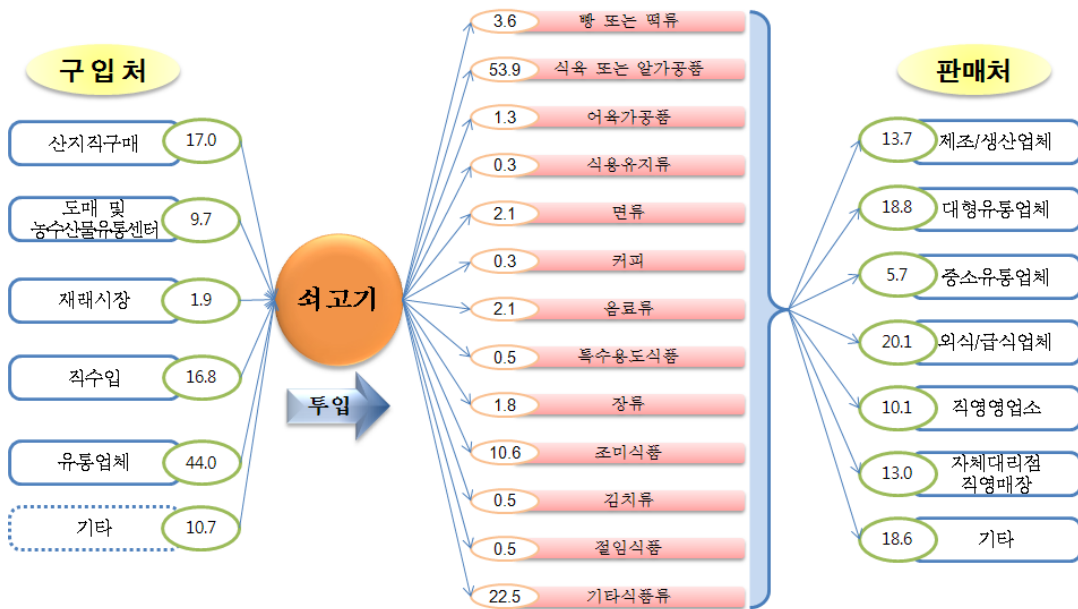 구입처
산지직구매
17.0
도매 및
농수산물유통센터
9.7
재래시장
1.9
직수입
16.8
유통업체
44.0
기타
10.7
쇠고기
투입
3.6
빵 또는 떡류
53.9
식육 또는 알가공품
1.3
어육가공품
0.3
식용유지류
2.1
면류
0.3
커피
2.1
음료류
0.5
특수용도식품
1.8
장류
10.6
조미식품
0.5
김치류
0.5
절임식품
22.5
기타식품류
판매처
13.7
제조/생산업체
18.8
대형유통업체
5.7
중소유통업체
20.1
외식/급식업체
10.1
직영영업소
13.0
자체대리점
직영매장
18.6
기타